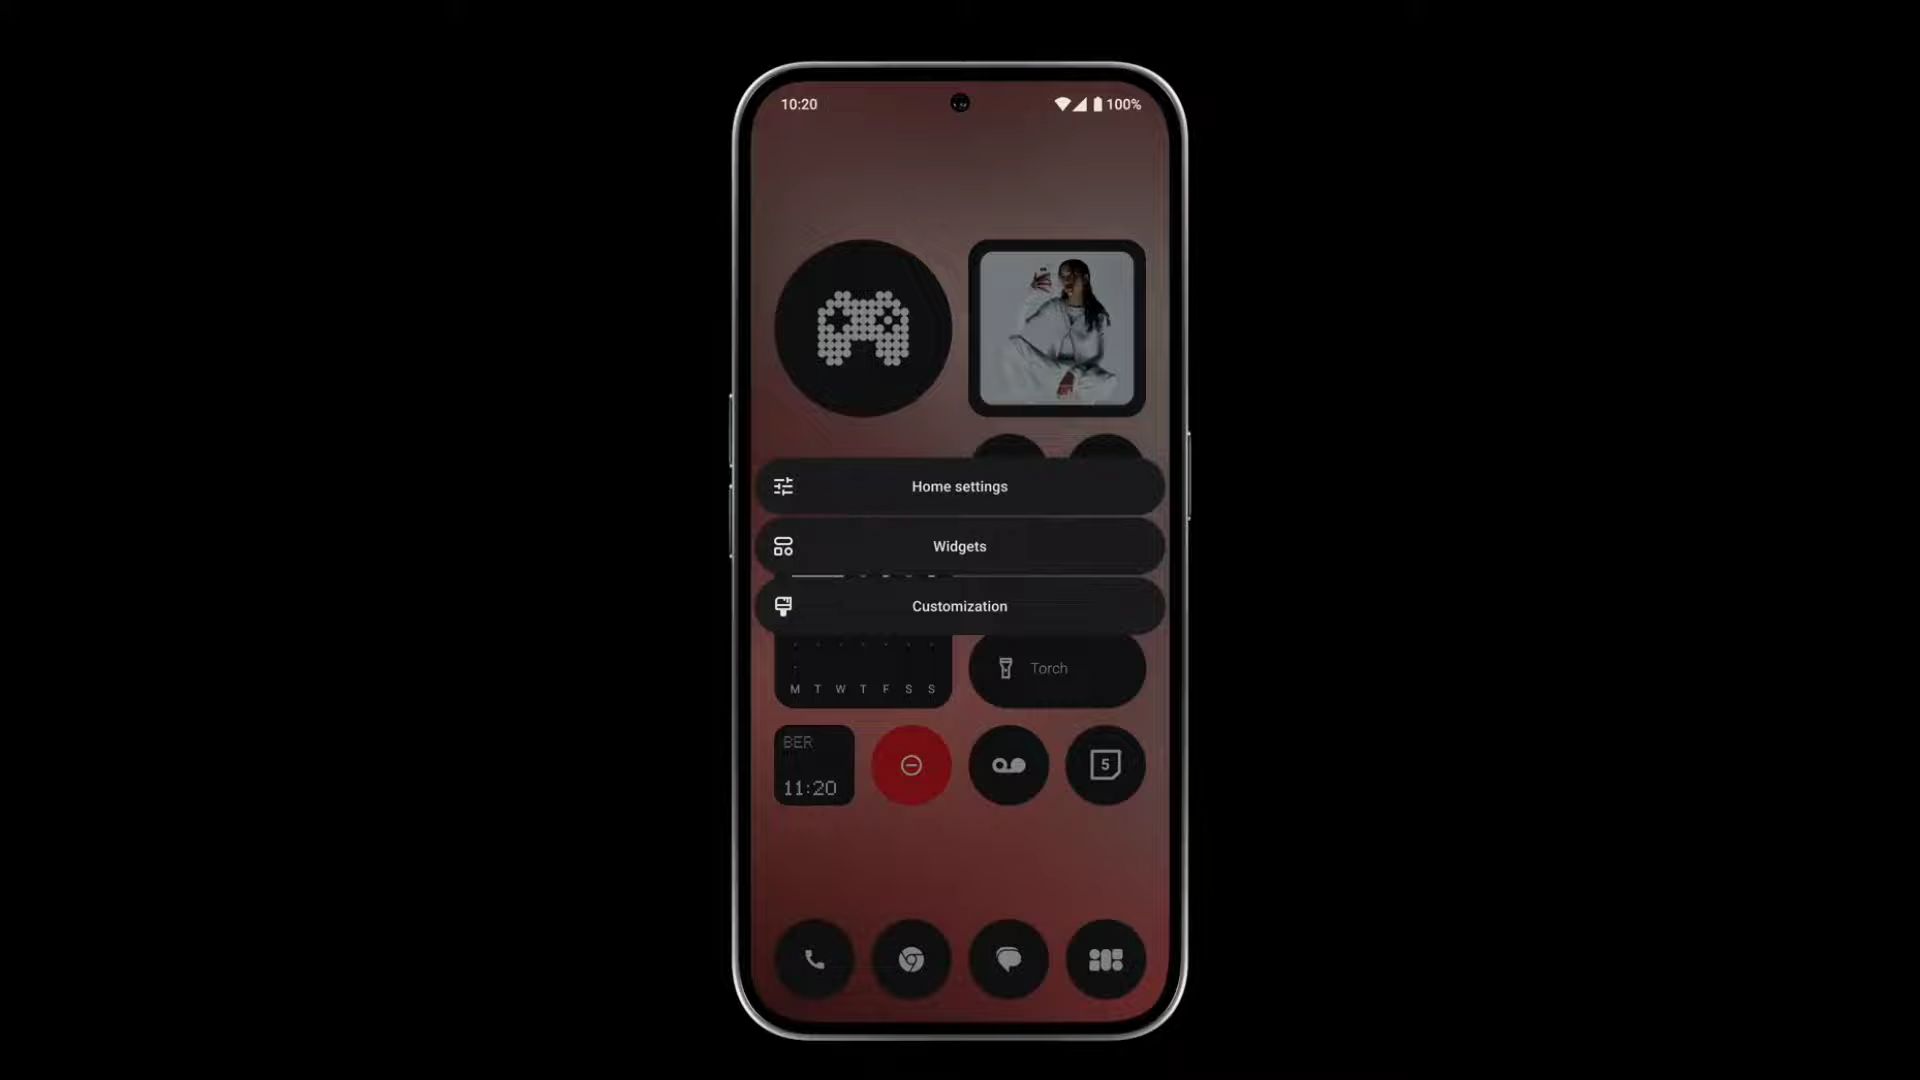 10:20
100%
Home settings
Widgets
Customization
Torch
M T W T F S S
BER
11:20
5